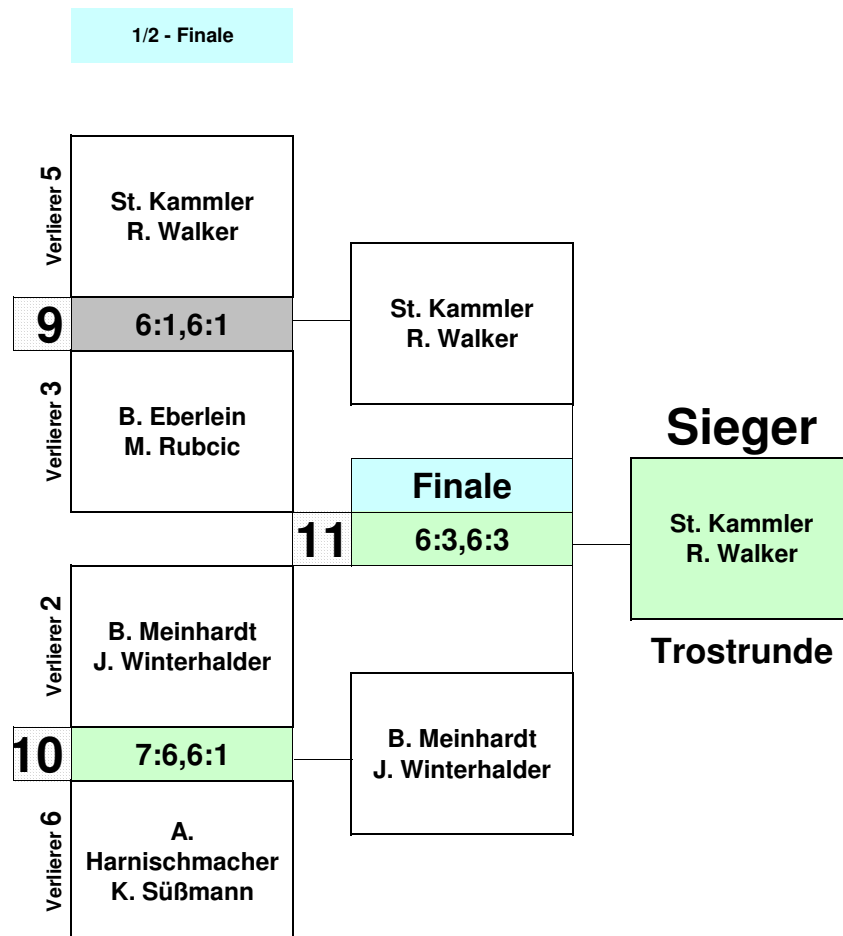 1/2 - Finale
Verlierer 5
St. Kammler
R. Walker
9
6:1,6:1
Verlierer 3
B. Eberlein
M. Rubcic
St. Kammler
R. Walker
Finale
11
6:3,6:3
Sieger
St. Kammler
R. Walker
Trostrunde
Verlierer 2
B. Meinhardt
J. Winterhalder
10
7:6,6:1
Verlierer 6
A.
Harnischmacher
K. Süßmann
B. Meinhardt
J. Winterhalder